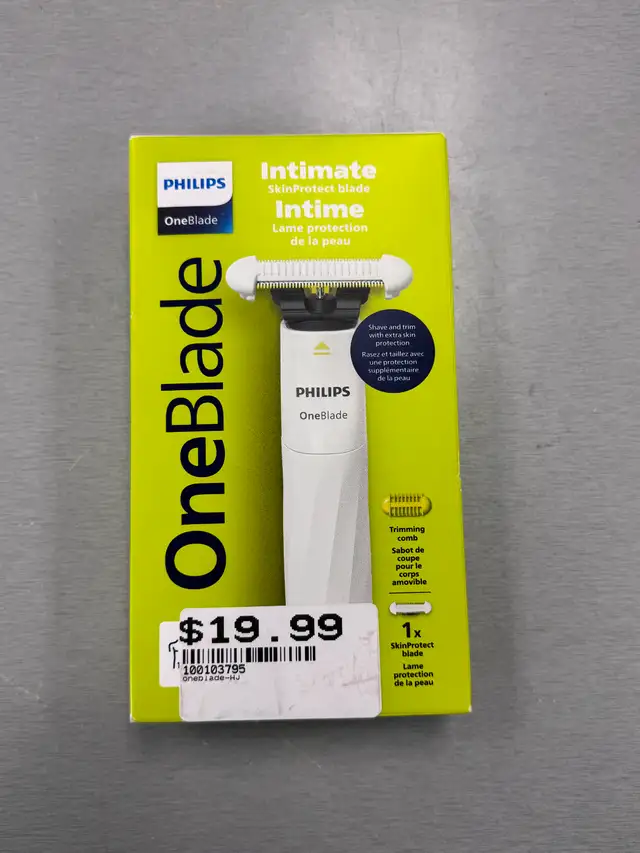 PHILIPS
OneBlade
Intimate
SkinProtect blade
Intime
Lame protection
de la peau
OneBlade
Shave and trim
with extra skin
protection
Rasez et taillez avec
une protection
supplémentaire
de la peau
PHILIPS
OneBlade
Trimming
comb
Sabot de
coupe
pour le
corps
amovible
1x
SkinProtect
blade
Lame
protection
de la peau
$19.99
100103795
oneblade-HJ